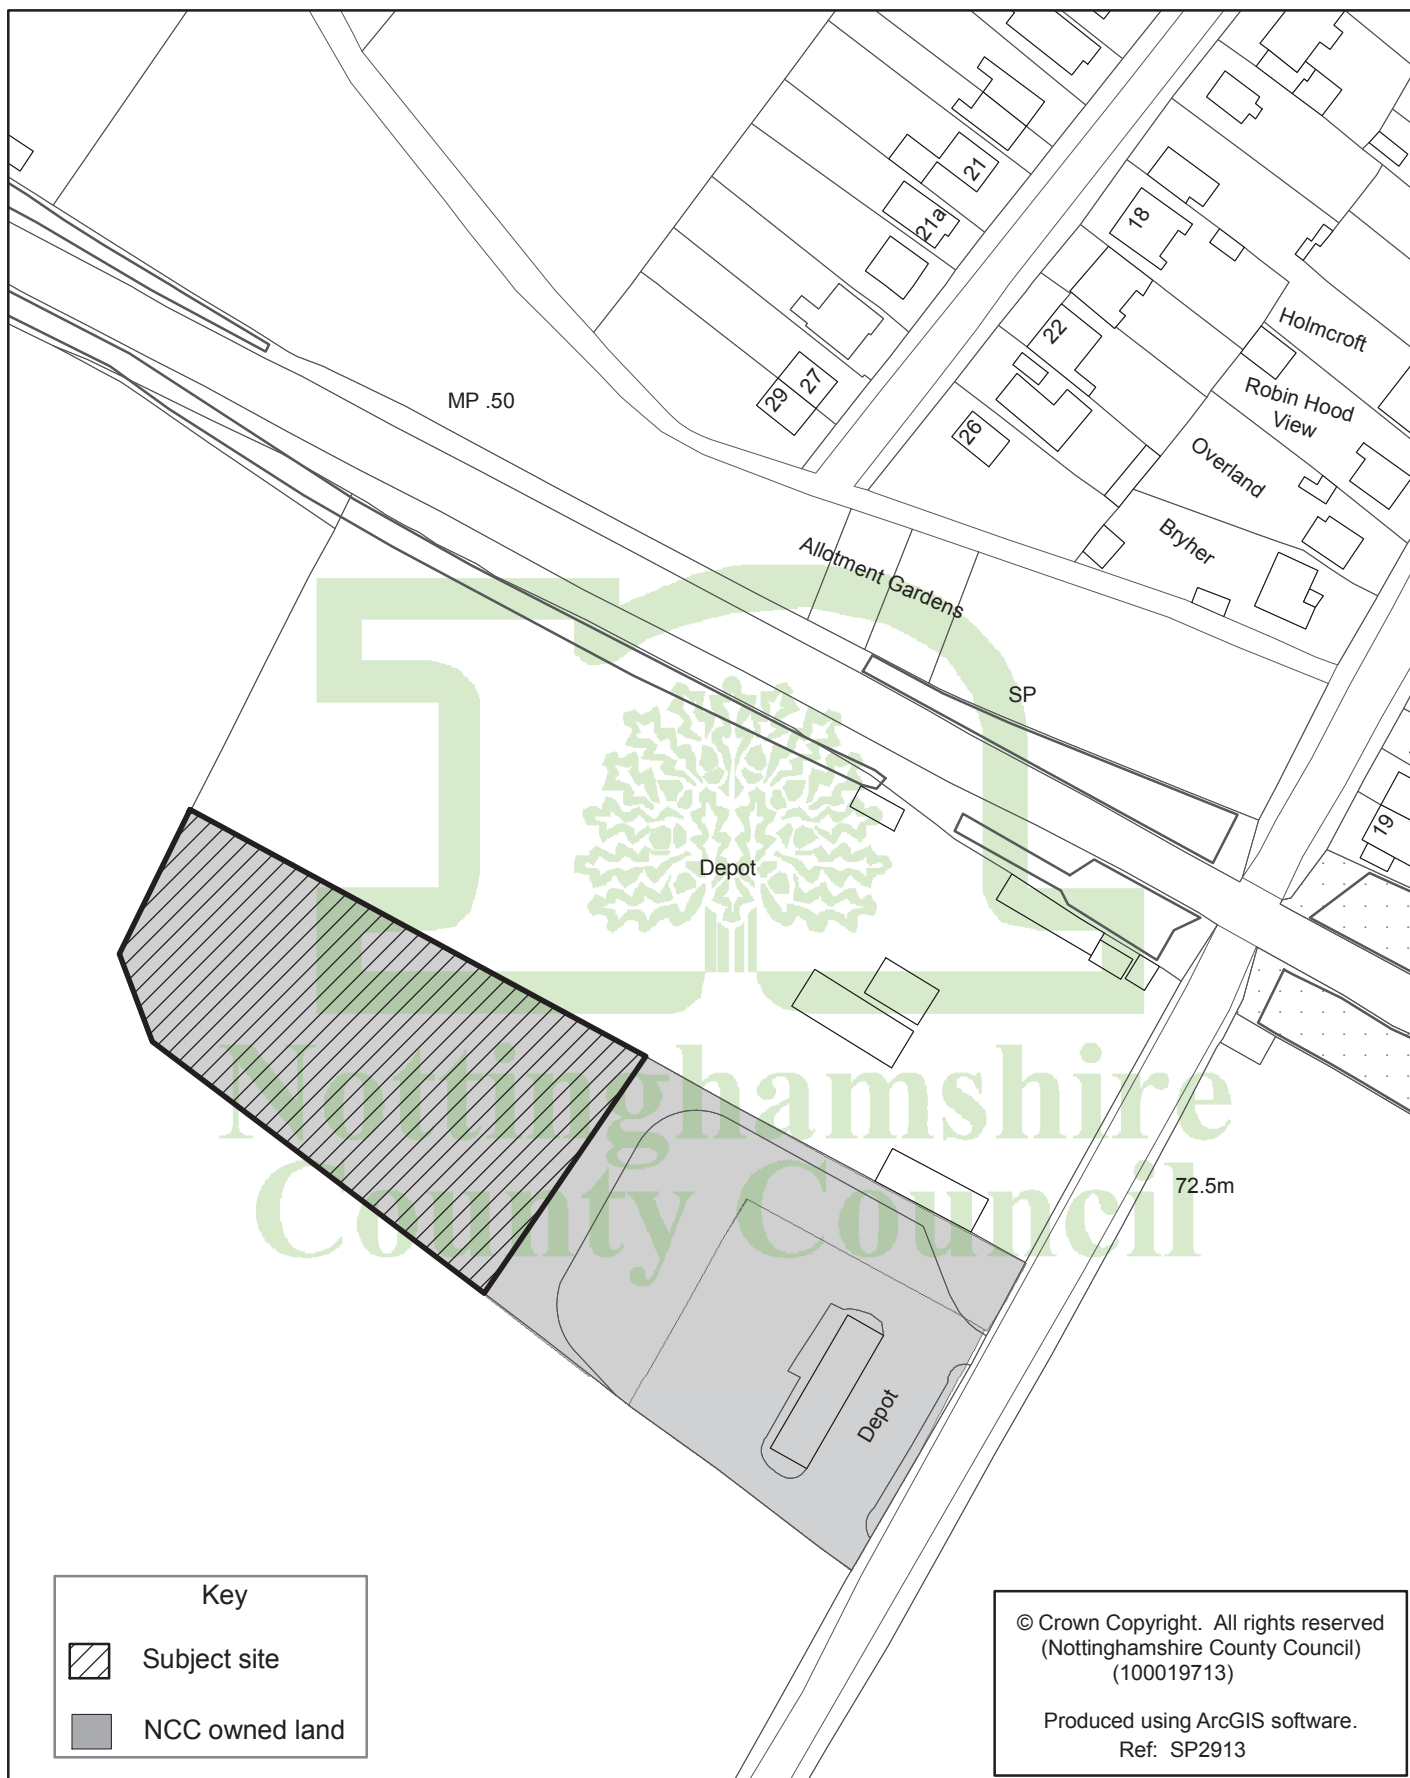 21
21a
18
22
Holmcroft
27
29
MP .50
Robin Hood
View
26
Overland
Bryher
Allotment Gardens
SP
19
Depot
Nottinghamshire
County Council
72.5m
Depot
Key
Subject site
NCC owned land
© Crown Copyright. All rights reserved
(Nottinghamshire County Council)
(100019713)
Produced using ArcGIS software.
Ref: SP2913